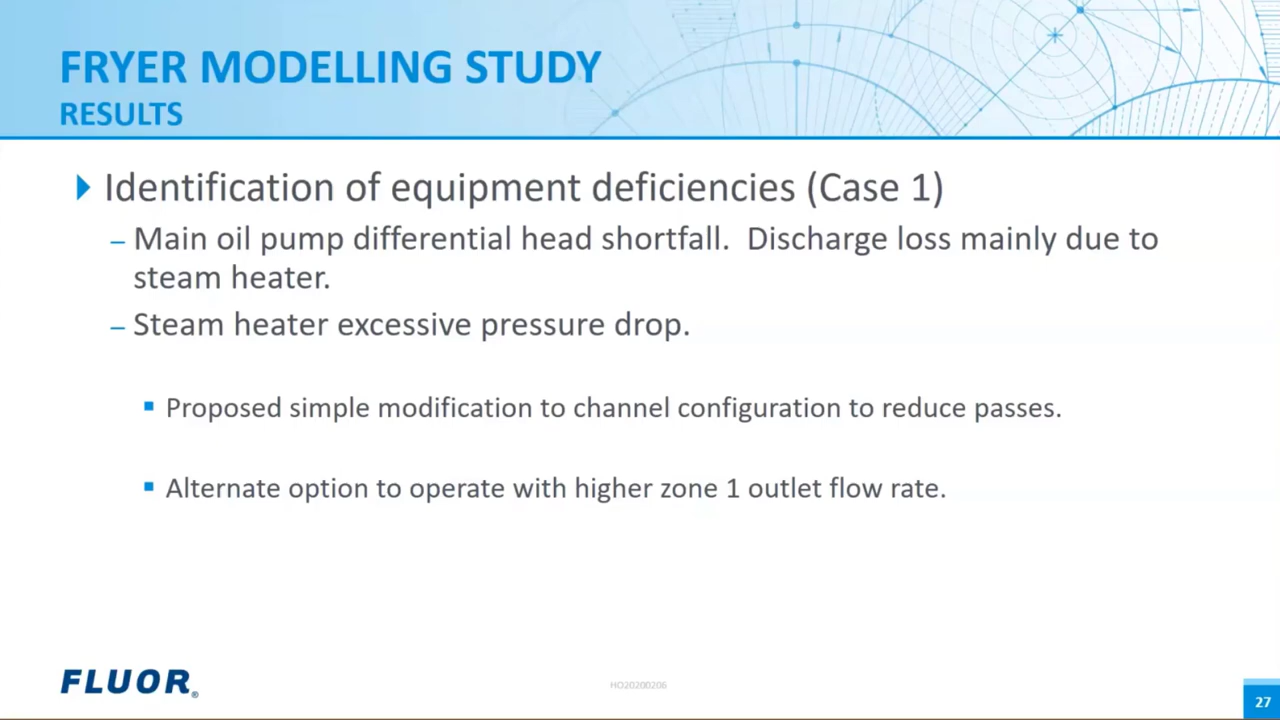 FRYER MODELLING STUDY
RESULTS
Identification of equipment deficiencies (Case 1)
– Main oil pump differential head shortfall.  Discharge loss mainly due to
steam heater.
– Steam heater excessive pressure drop.
▪ Proposed simple modification to channel configuration to reduce passes.
▪ Alternate option to operate with higher zone 1 outlet flow rate.
FLUOR®
HO20200206
27